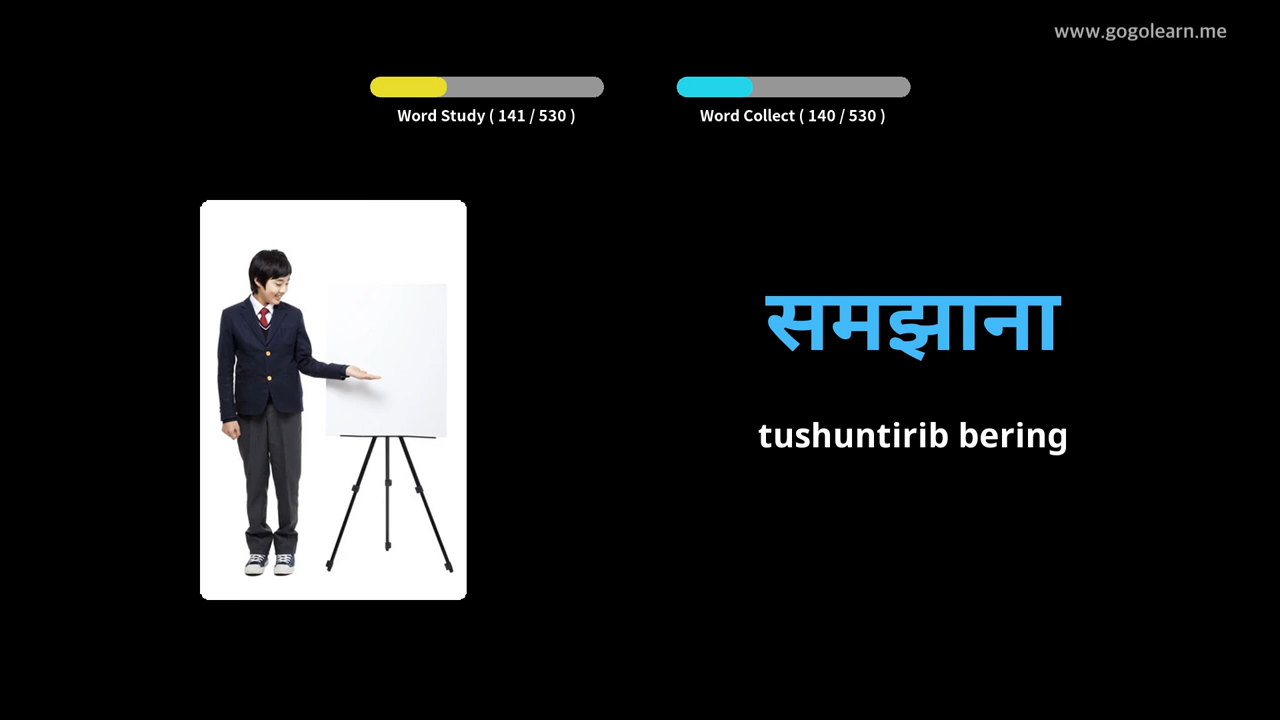 www.gogolearn.me
Word Study ( 141 / 530 )
Word Collect ( 140 / 530 )
समझाना
tushuntirib bering